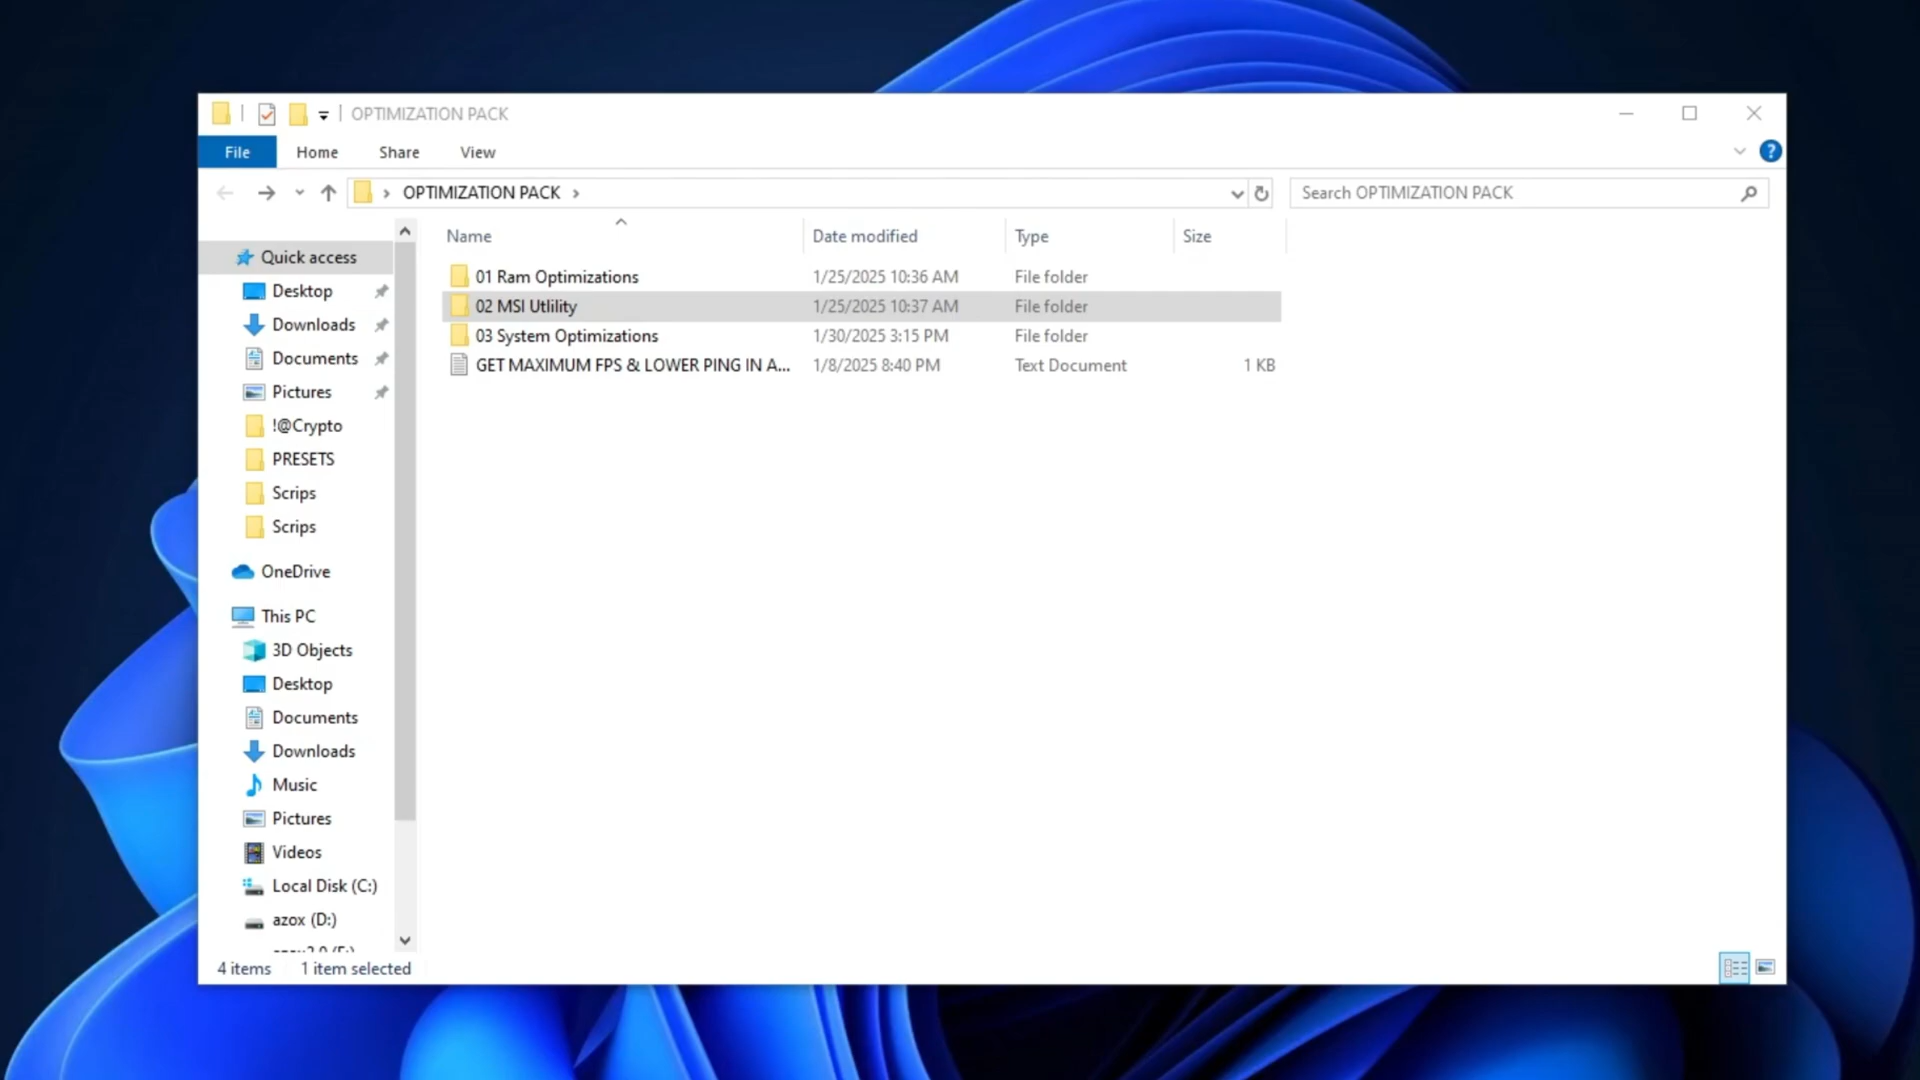 OPTIMIZATION PACK
File Home Share View
OPTIMIZATION PACK
Search OPTIMIZATION PACK
Name Date modified Type Size
01 Ram Optimizations 1/25/2025 10:36 AM File folder
02 MSI Utlility 1/25/2025 10:37 AM File folder
03 System Optimizations 1/30/2025 3:15 PM File folder
GET MAXIMUM FPS & LOWER PING IN A... 1/8/2025 8:40 PM Text Document 1 KB
Quick access
Desktop
Downloads
Documents
Pictures
!@Crypto
PRESETS
Scrips
Scrips
OneDrive
This PC
3D Objects
Desktop
Documents
Downloads
Music
Pictures
Videos
Local Disk (C:)
azox (D:)
4 items 1 item selected